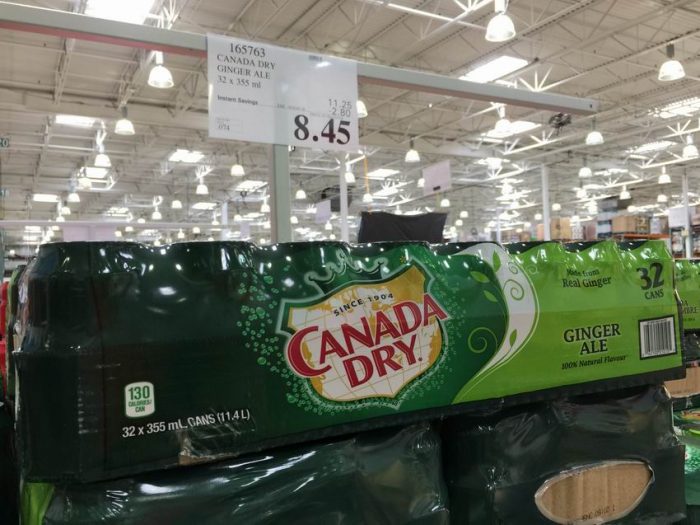 165763
CANADA DRY
GINGER ALE
32 x 355 ml
Instant Savings
11.25
-2.80
8.45
.074
SINCE 1904
CANADA
DRY
Made from
Real Ginger
32
CANS
GINGER
ALE
100% Natural Flavour
130
CALORIES/
CAN
32 x 355 mL CANS (11.4 L)